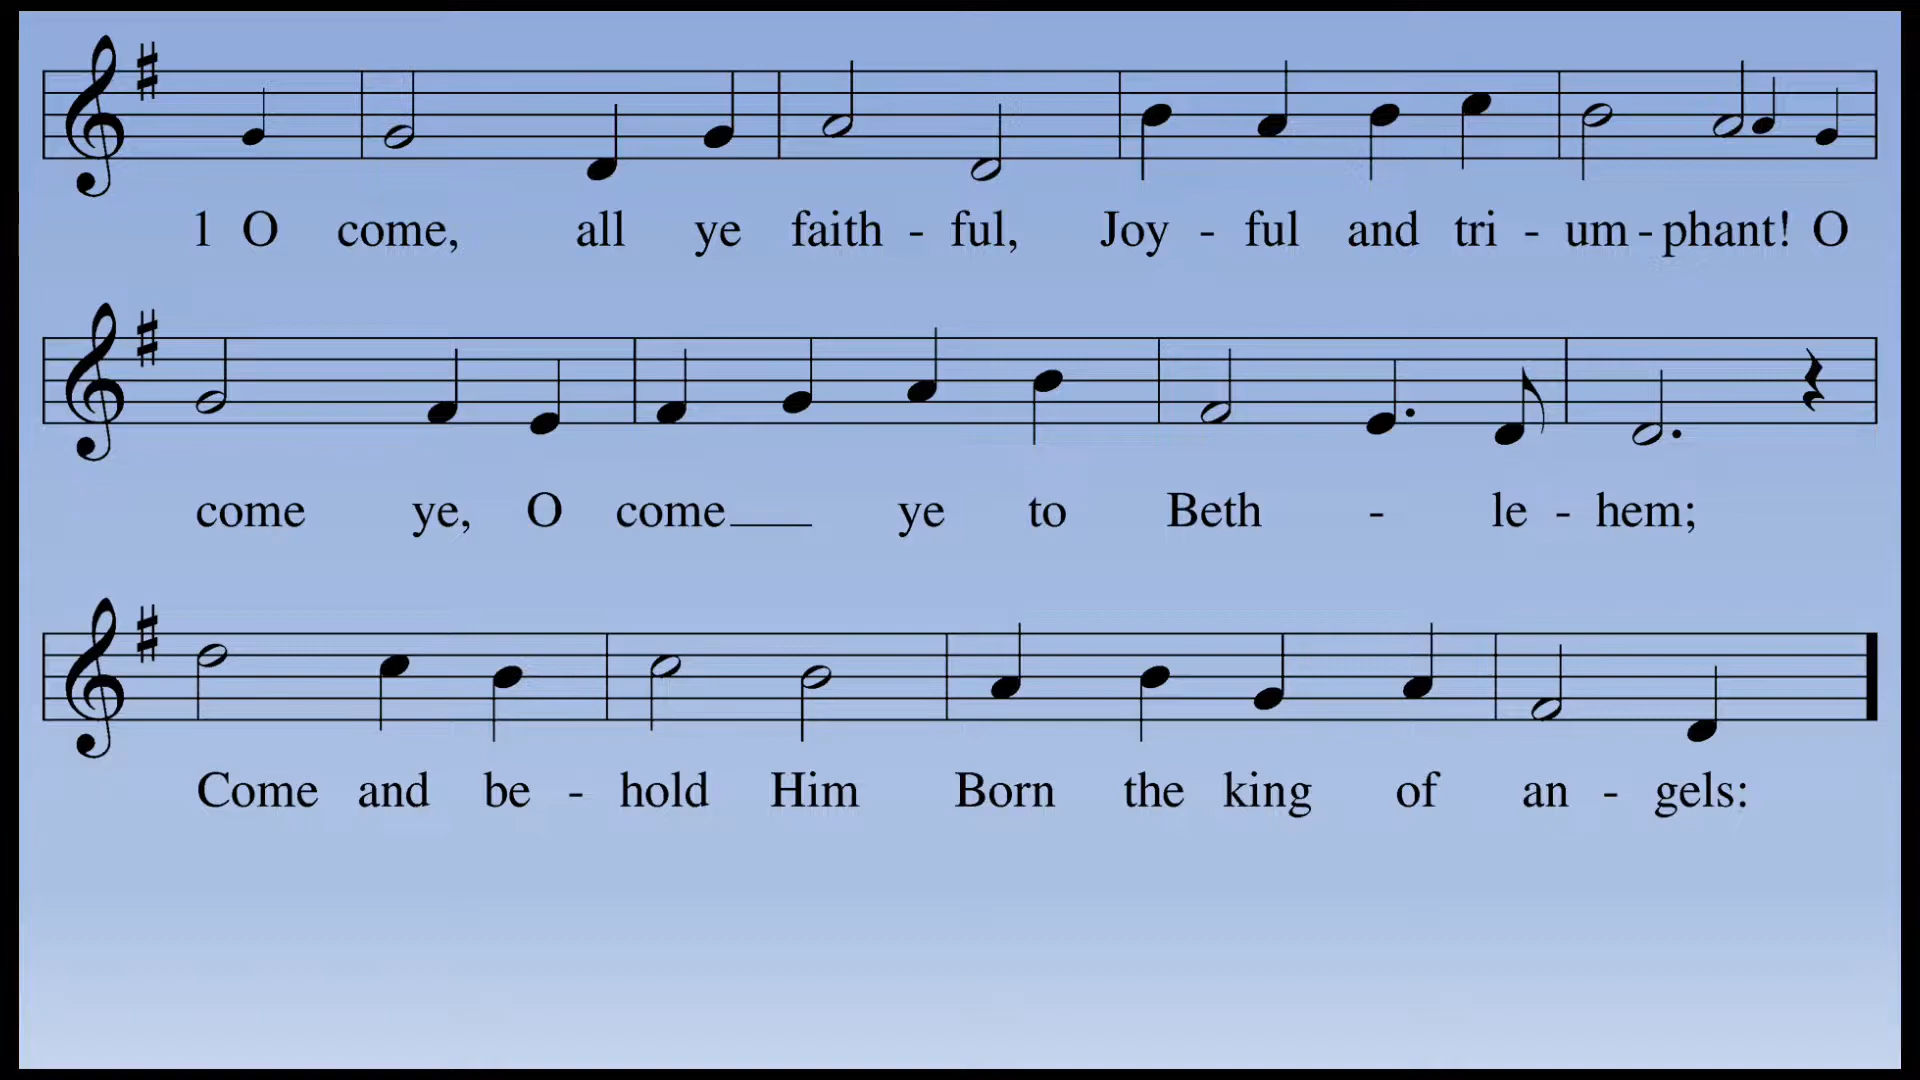 1 O come, all ye faith - ful, Joy - ful and tri - um - phant! O
come ye, O come___ ye to Beth - le - hem;
Come and be - hold Him Born the king of an - gels: